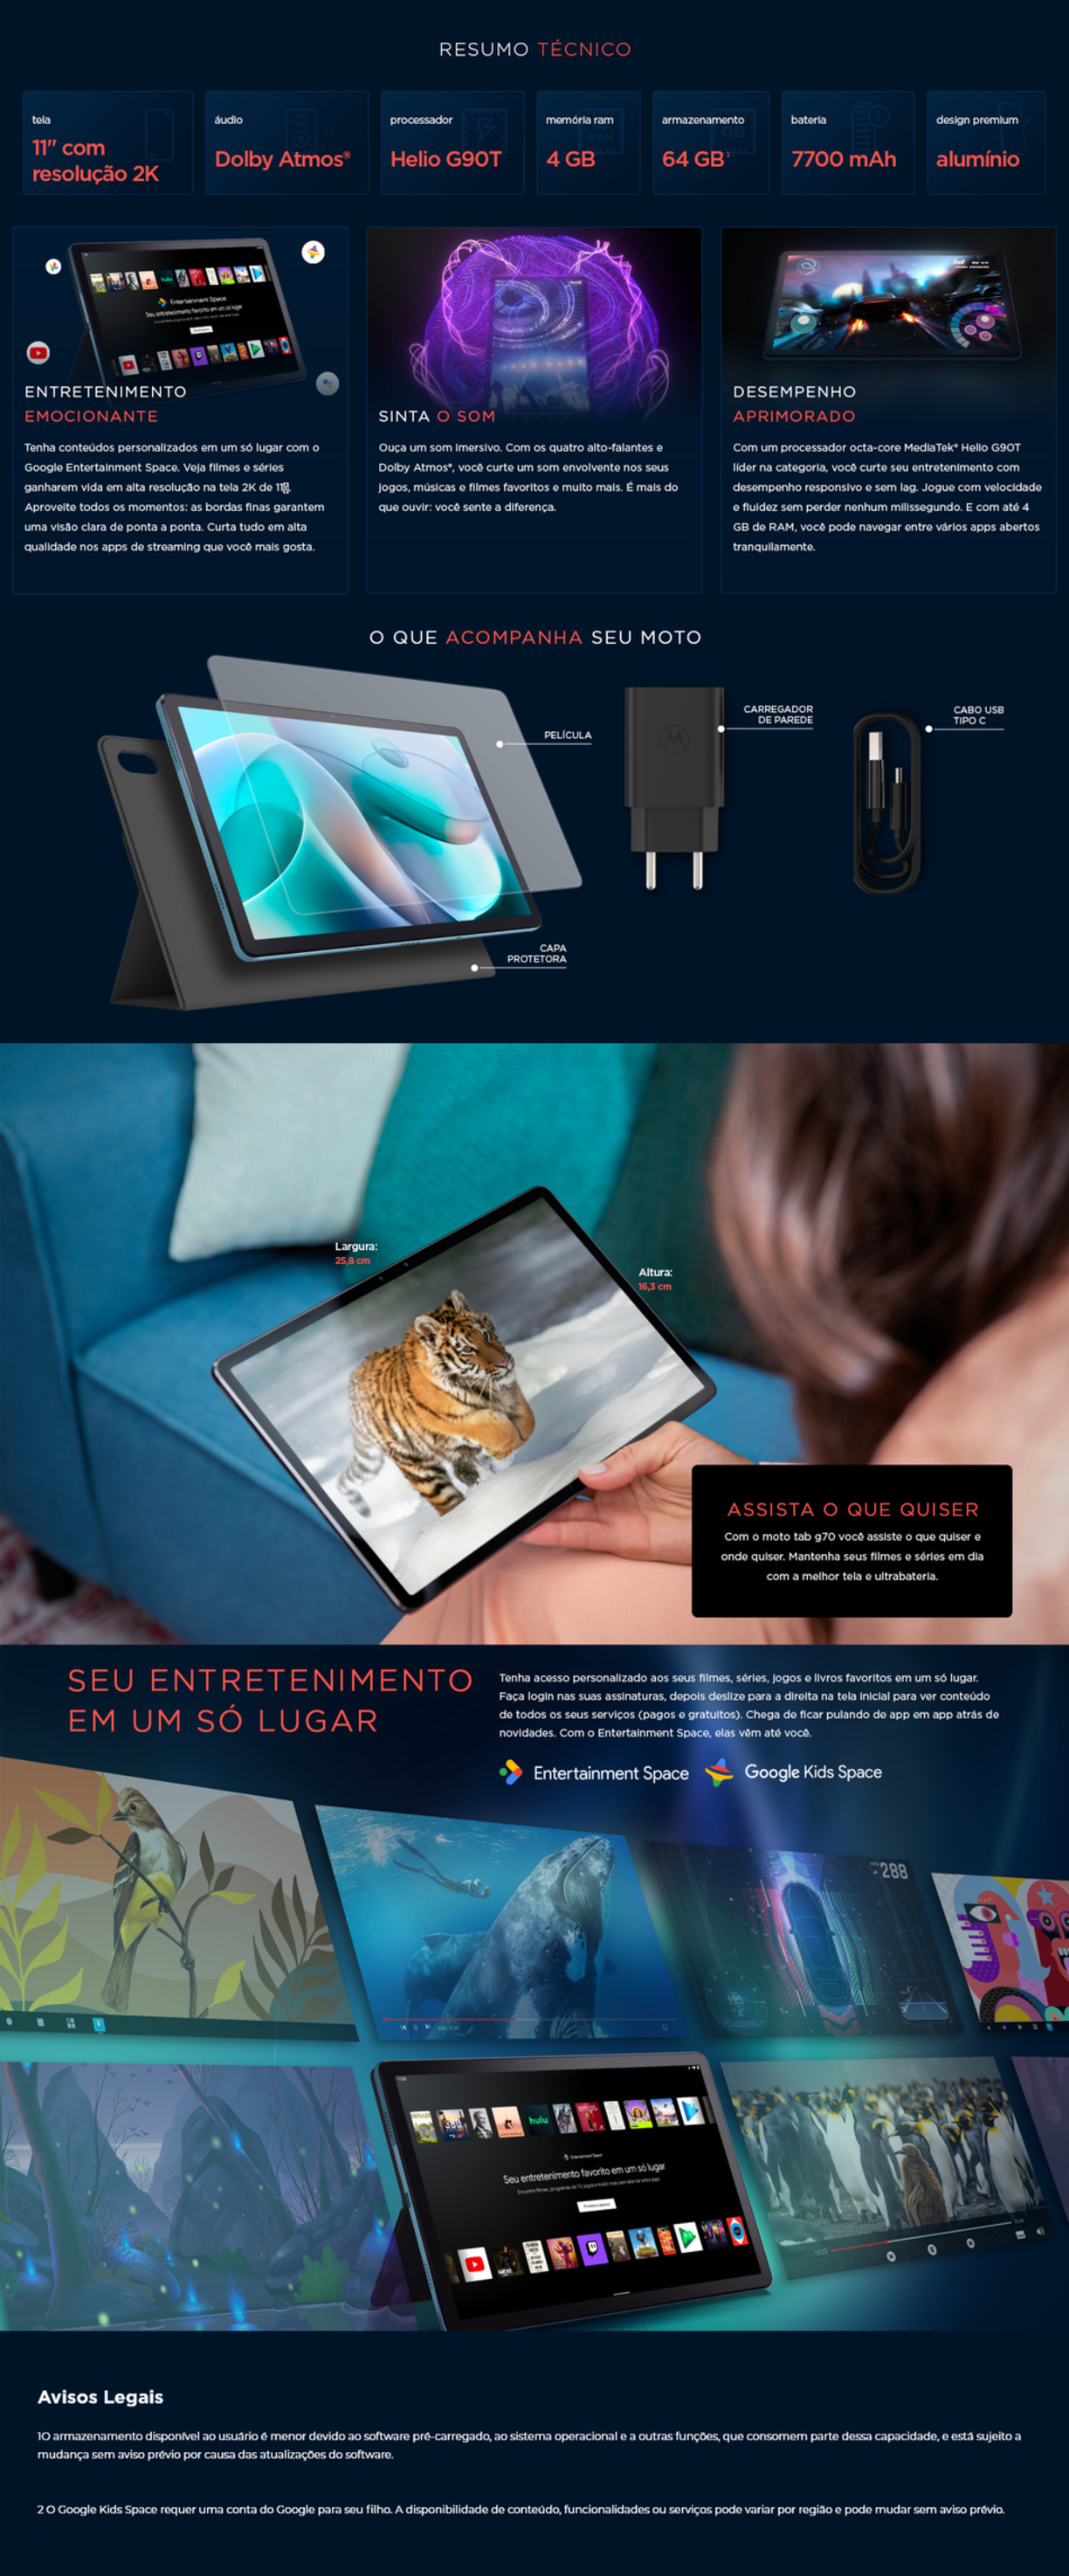 RESUMO TÉCNICO
tela
11" com
resolução 2K
áudio
Dolby Atmos®
processador
Helio G90T
memória ram
4 GB
armazenamento
64 GB¹
bateria
7700 mAh
design premium
alumínio
Entertainment Space
Seu entretenimento favorito em um só lugar
ENTRETENIMENTO
EMOCIONANTE
Tenha conteúdos personalizados em um só lugar com o
Google Entertainment Space. Veja filmes e séries
ganharem vida em alta resolução na tela 2K de 11
Aproveite todos os momentos: as bordas finas garantem
uma visão clara de ponta a ponta. Curta tudo em alta
qualidade nos apps de streaming que você mais gosta.
SINTA O SOM
Ouça um som imersivo. Com os quatro alto-falantes e
Dolby Atmos®, você curte um som envolvente nos seus
jogos, músicas e filmes favoritos e muito mais. É mais do
que ouvir: você sente a diferença.
DESEMPENHO
APRIMORADO
Com um processador octa-core MediaTek® Helio G90T
líder na categoria, você curte seu entretenimento com
desempenho responsivo e sem lag. Jogue com velocidade
e fluidez sem perder nenhum milissegundo. E com até 4
GB de RAM, você pode navegar entre vários apps abertos
tranquilamente.
O QUE ACOMPANHA SEU MOTO
PELÍCULA
CAPA
PROTETORA
CARREGADOR
DE PAREDE
CABO USB
TIPO C
Largura:
25,8 cm
Altura:
16,3 cm
ASSISTA O QUE QUISER
Com o moto tab g70 você assiste o que quiser e
onde quiser. Mantenha seus filmes e séries em dia
com a melhor tela e ultrabateria.
SEU ENTRETENIMENTO
EM UM SÓ LUGAR
Tenha acesso personalizado aos seus filmes, séries, jogos e livros favoritos em um só lugar.
Faça login nas suas assinaturas, depois deslize para a direita na tela inicial para ver conteúdo
de todos os seus serviços (pagos e gratuitos). Chega de ficar pulando de app em app atrás de
novidades. Com o Entertainment Space, elas vêm até você.
Entertainment Space
Google Kids Space
288
hulu
Entertainment Space
Seu entretenimento favorito em um só lugar
Avisos Legais
1O armazenamento disponível ao usuário é menor devido ao software pré-carregado, ao sistema operacional e a outras funções, que consomem parte dessa capacidade, e está sujeito a
mudança sem aviso prévio por causa das atualizações do software.
2 O Google Kids Space requer uma conta do Google para seu filho. A disponibilidade de conteúdo, funcionalidades ou serviços pode variar por região e pode mudar sem aviso prévio.